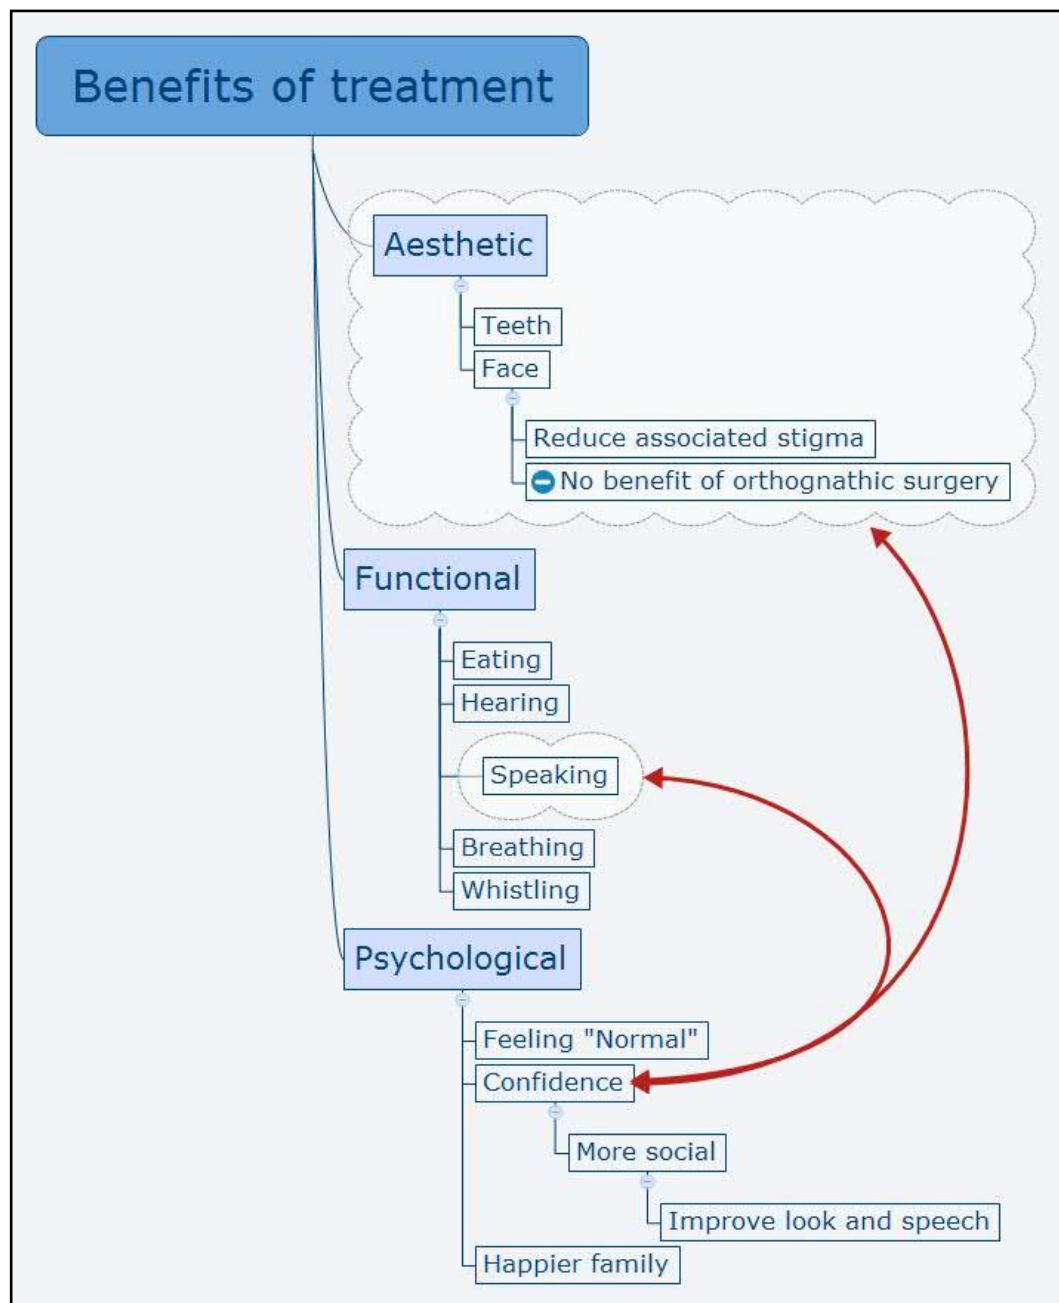 Benefits of treatment
Aesthetic
Teeth
Face
Reduce associated stigma
No benefit of orthognathic surgery
Functional
Eating
Hearing
Speaking
Breathing
Whistling
Psychological
Feeling "Normal"
Confidence
More social
Improve look and speech
Happier family